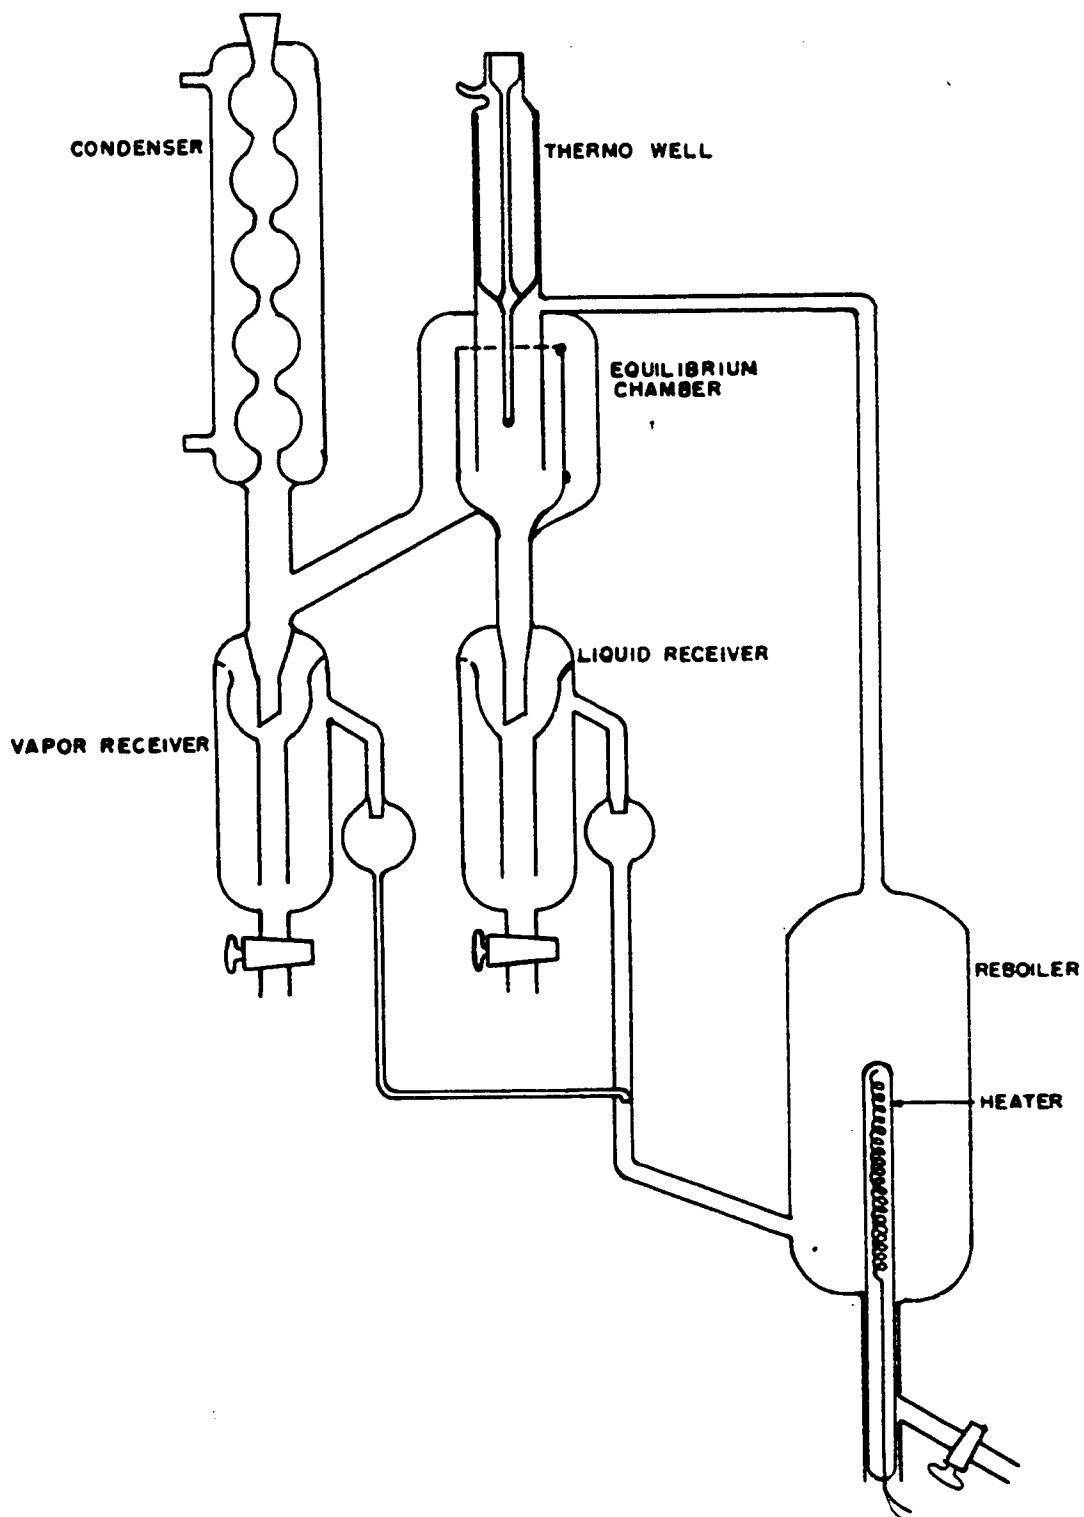 CONDENSER
THERMO WELL
EQUILIBRIUM
CHAMBER
LIQUID RECEIVER
VAPOR RECEIVER
REBOILER
HEATER